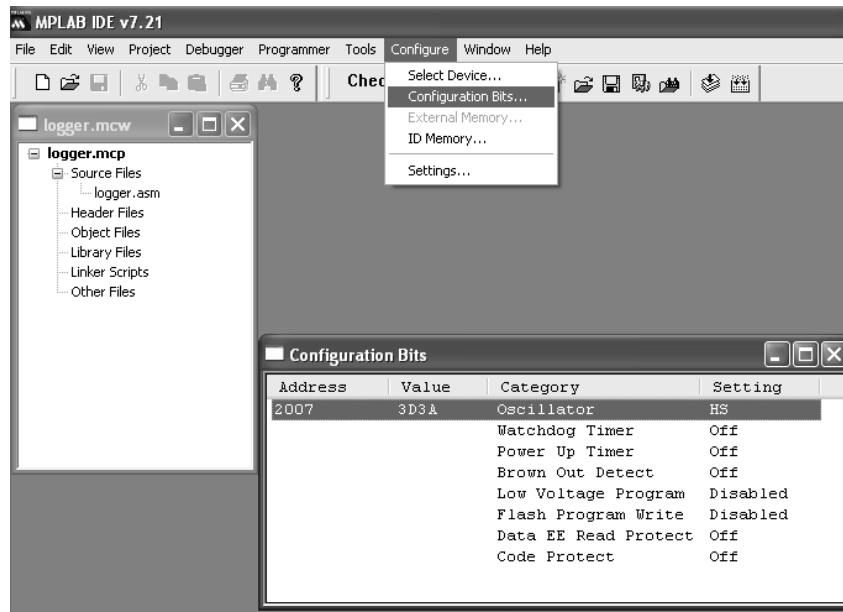 MPLAB IDE v7.21
File Edit View Project Debugger Programmer Tools Configure Window Help
Chec
Select Device...
Configuration Bits...
External Memory...
ID Memory...
Settings...
logger.mcw
logger.mcp
Source Files
logger.asm
Header Files
Object Files
Library Files
Linker Scripts
Other Files
Configuration Bits
Address Value Category Setting
2007 3D3A Oscillator HS
Watchdog Timer Off
Power Up Timer Off
Brown Out Detect Off
Low Voltage Program Disabled
Flash Program Write Disabled
Data EE Read Protect Off
Code Protect Off